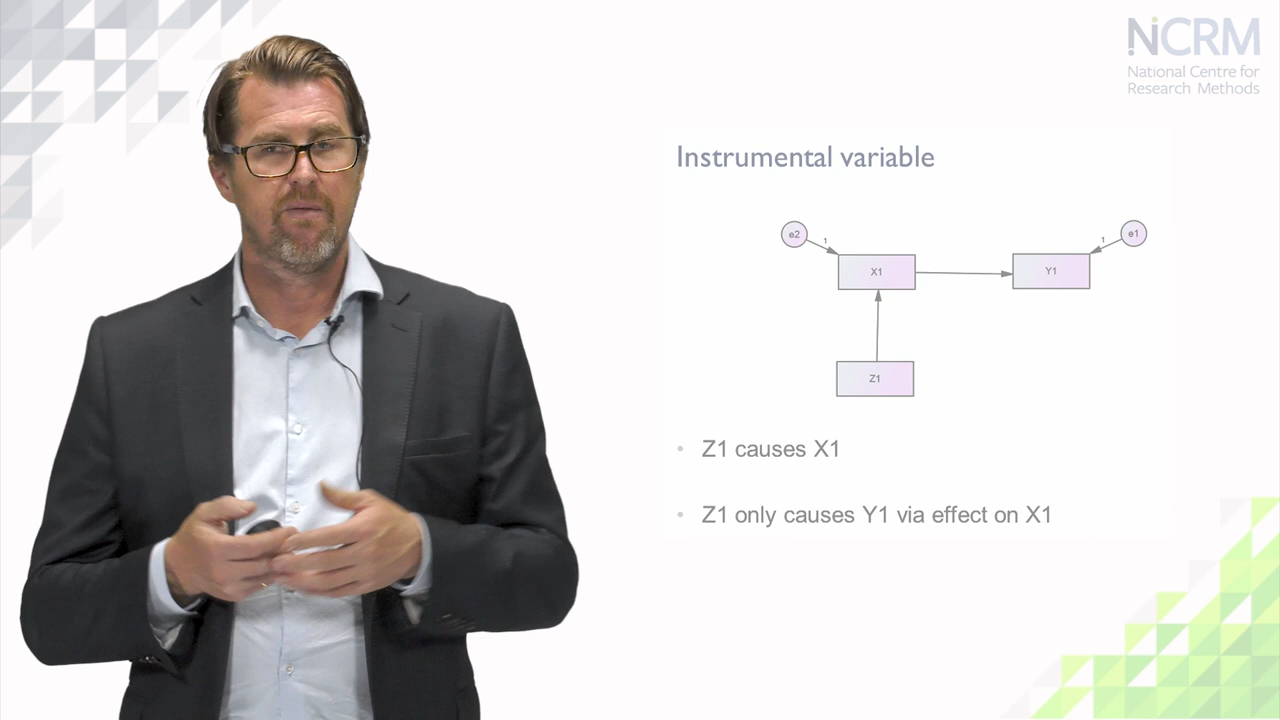 NCRM
National Centre for
Research Methods
Instrumental variable
e2
1
1
e1
X1
Y1
Z1
• Z1 causes X1
• Z1 only causes Y1 via effect on X1